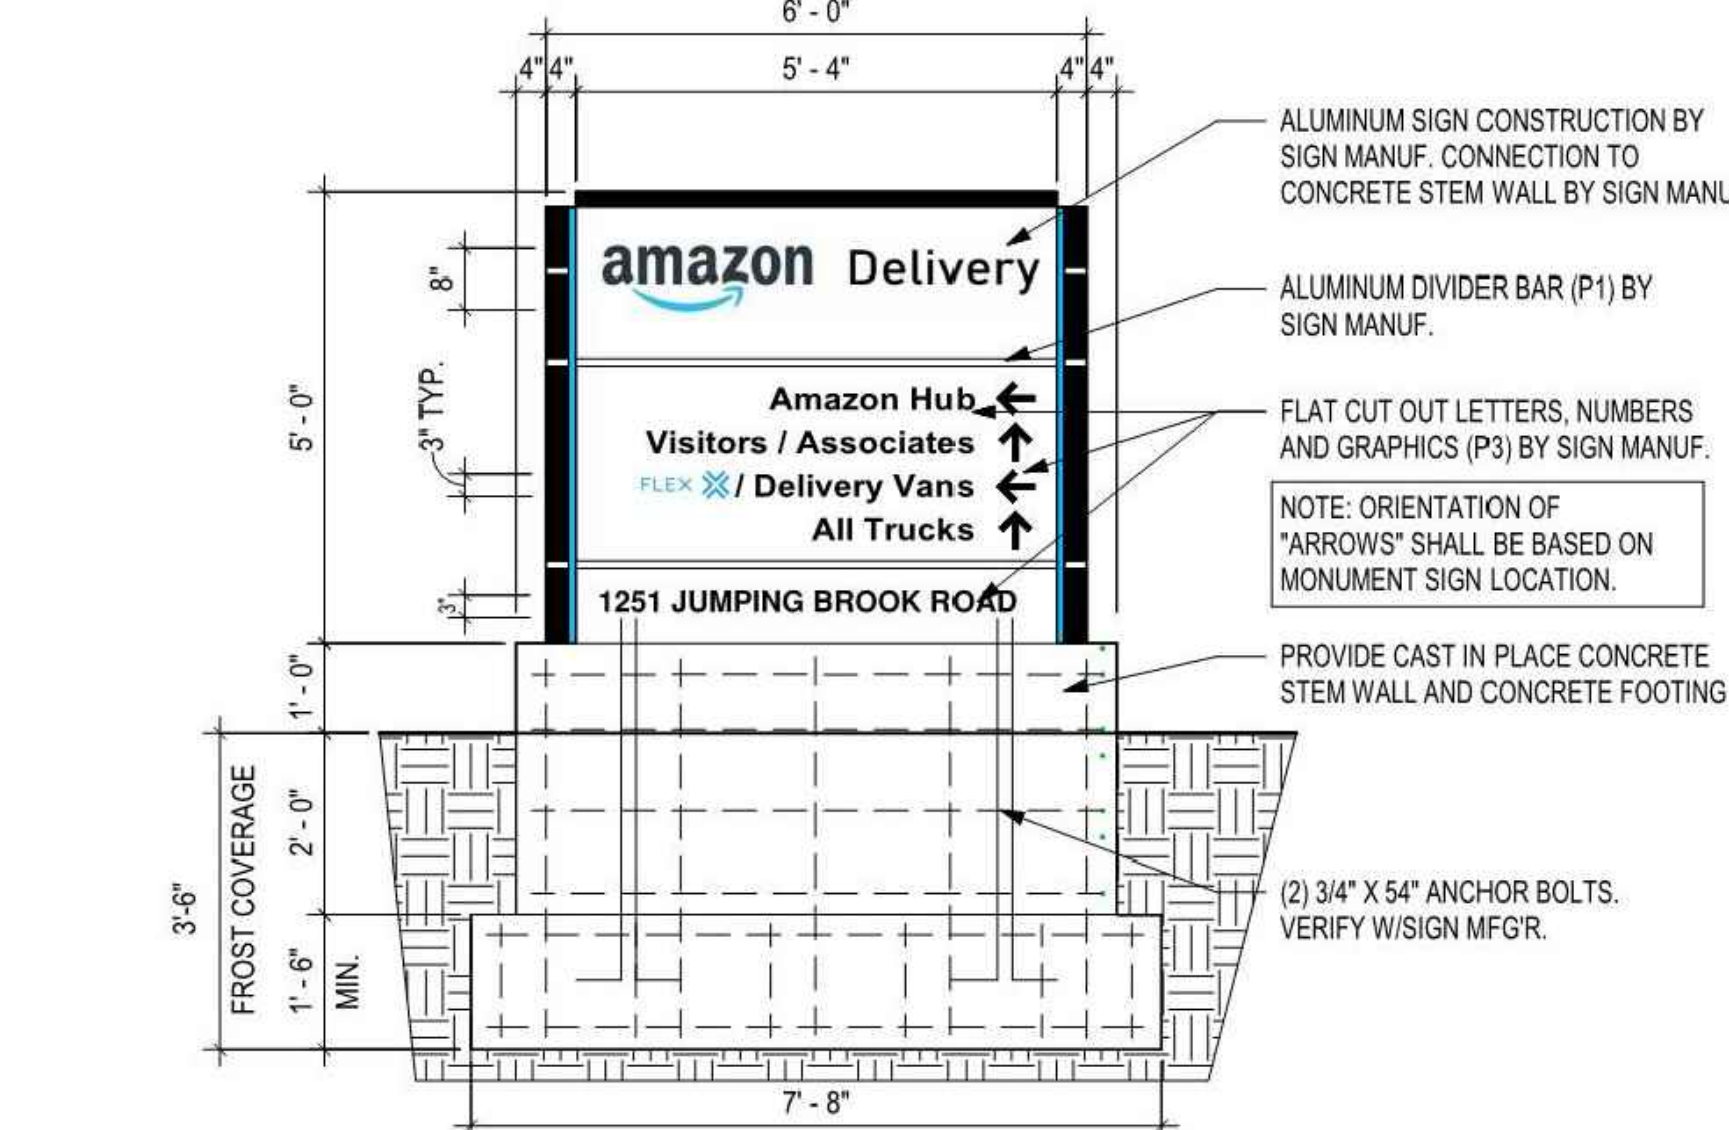 6' - 0"
4" 4" 5' - 4" 4" 4"
ALUMINUM SIGN CONSTRUCTION BY
SIGN MANUF. CONNECTION TO
CONCRETE STEM WALL BY SIGN MANU
amazon Delivery
8"
ALUMINUM DIVIDER BAR (P1) BY
SIGN MANUF.
5' - 0"
3" TYP.
Amazon Hub
Visitors / Associates
FLEX / Delivery Vans
All Trucks
FLAT CUT OUT LETTERS, NUMBERS
AND GRAPHICS (P3) BY SIGN MANUF.
NOTE: ORIENTATION OF
"ARROWS" SHALL BE BASED ON
MONUMENT SIGN LOCATION.
3"
1251 JUMPING BROOK ROAD
1' - 0"
PROVIDE CAST IN PLACE CONCRETE
STEM WALL AND CONCRETE FOOTING
3'-6"
FROST COVERAGE
2' - 0"
1' - 6"
MIN.
(2) 3/4" X 54" ANCHOR BOLTS.
VERIFY W/SIGN MFG'R.
7' - 8"